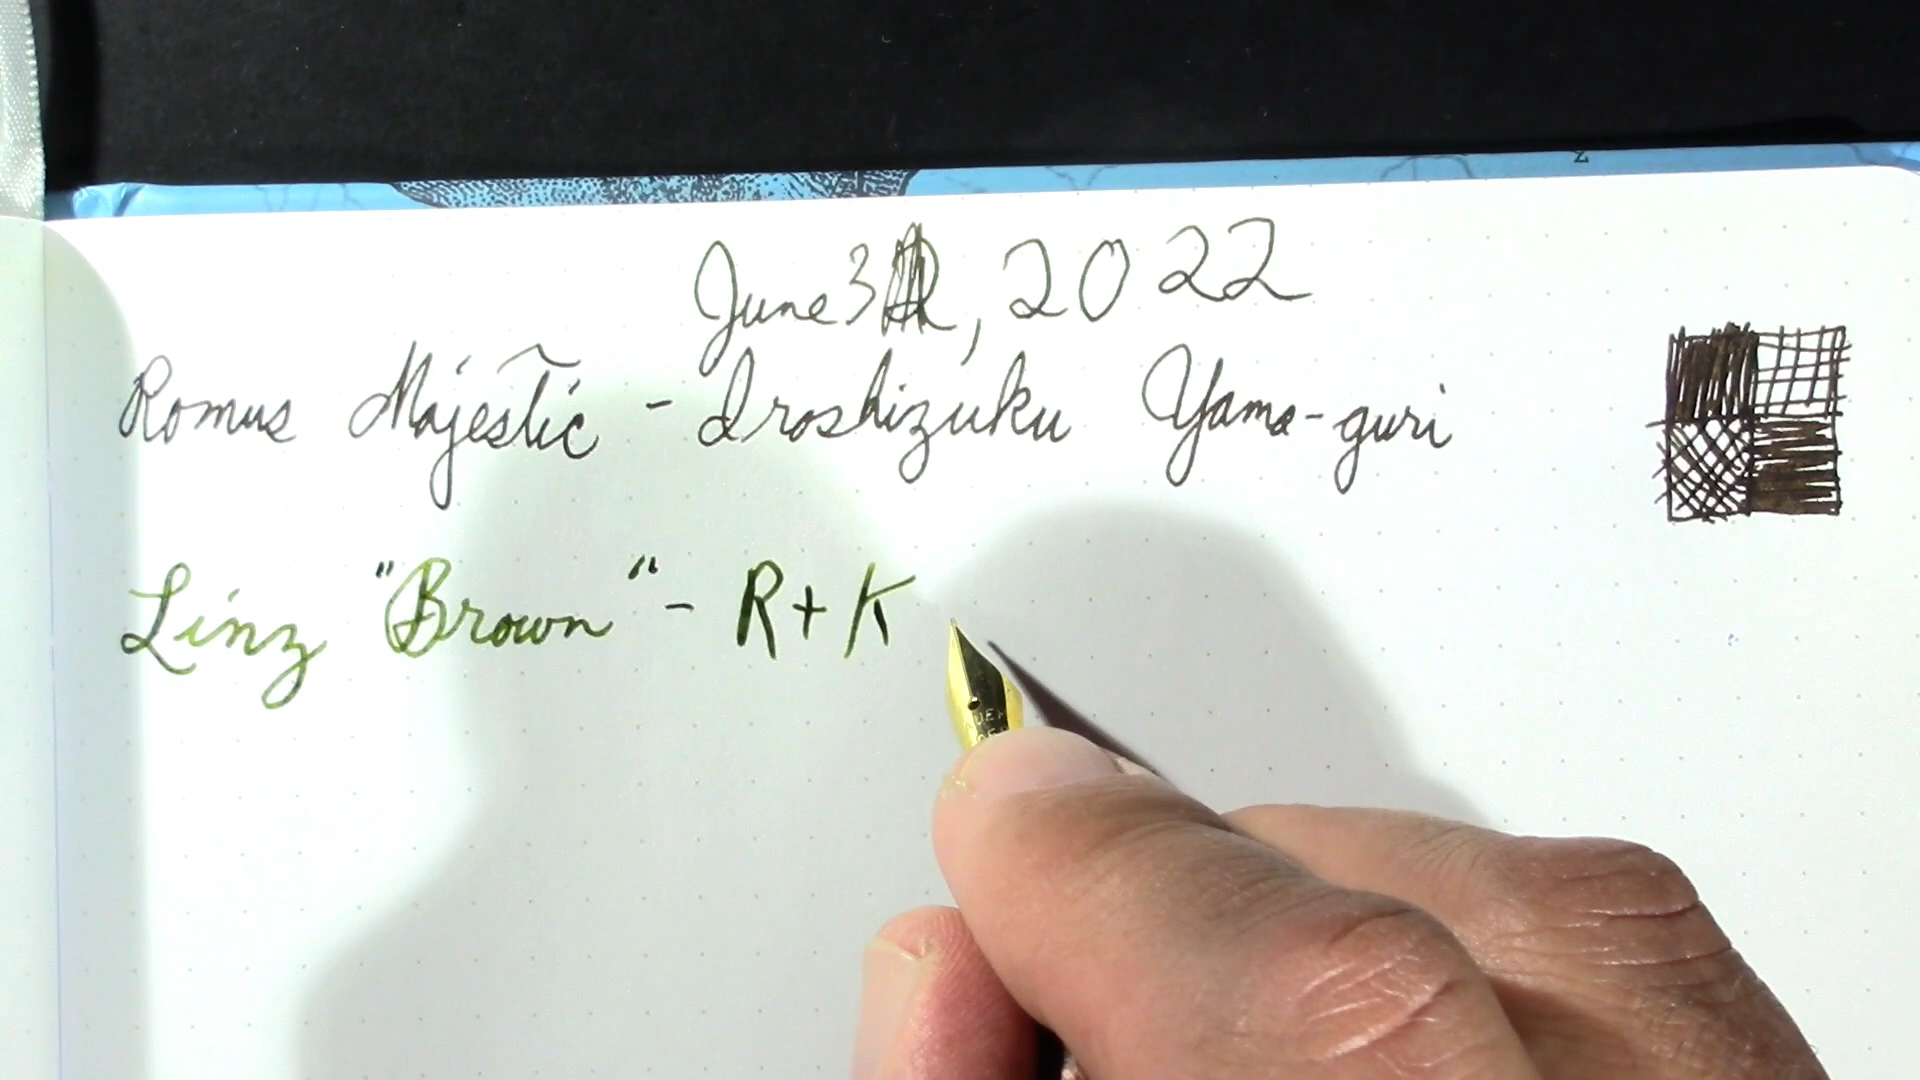 June 3, 2022
Romus Majestic - Iroshizuku Yama-guri
Linz "Brown" - R+K